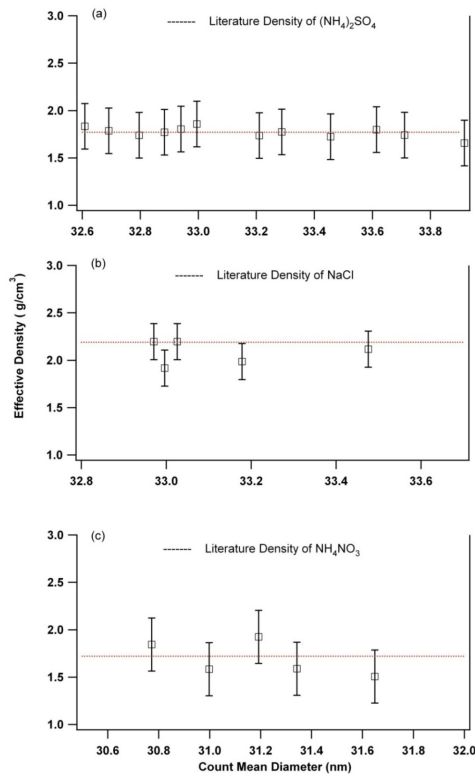 (a)
------- Literature Density of (NH4)2SO4
3.0
2.5
2.0
1.5
1.0
32.6 32.8 33.0 33.2 33.4 33.6 33.8
(b)
------- Literature Density of NaCl
3.0
2.5
2.0
1.5
1.0
32.8 33.0 33.2 33.4 33.6
Effective Density ( g/cm3)
(c)
------- Literature Density of NH4NO3
3.0
2.5
2.0
1.5
1.0
30.6 30.8 31.0 31.2 31.4 31.6 31.8 32.0
Count Mean Diameter (nm)